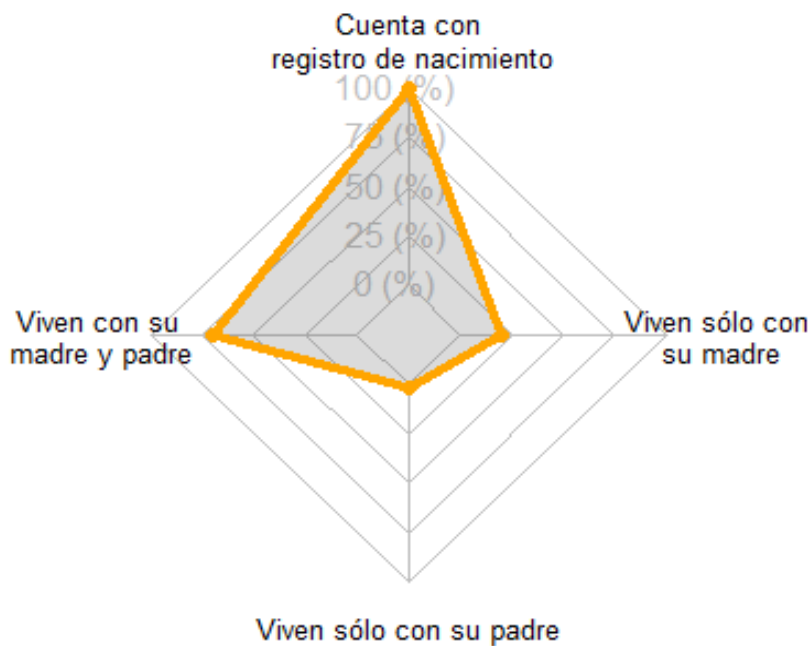 Cuenta con
registro de nacimiento
100 (%)
75 (%)
50 (%)
25 (%)
0 (%)
Viven con su
madre y padre
Viven sólo con
su madre
Viven sólo con su padre